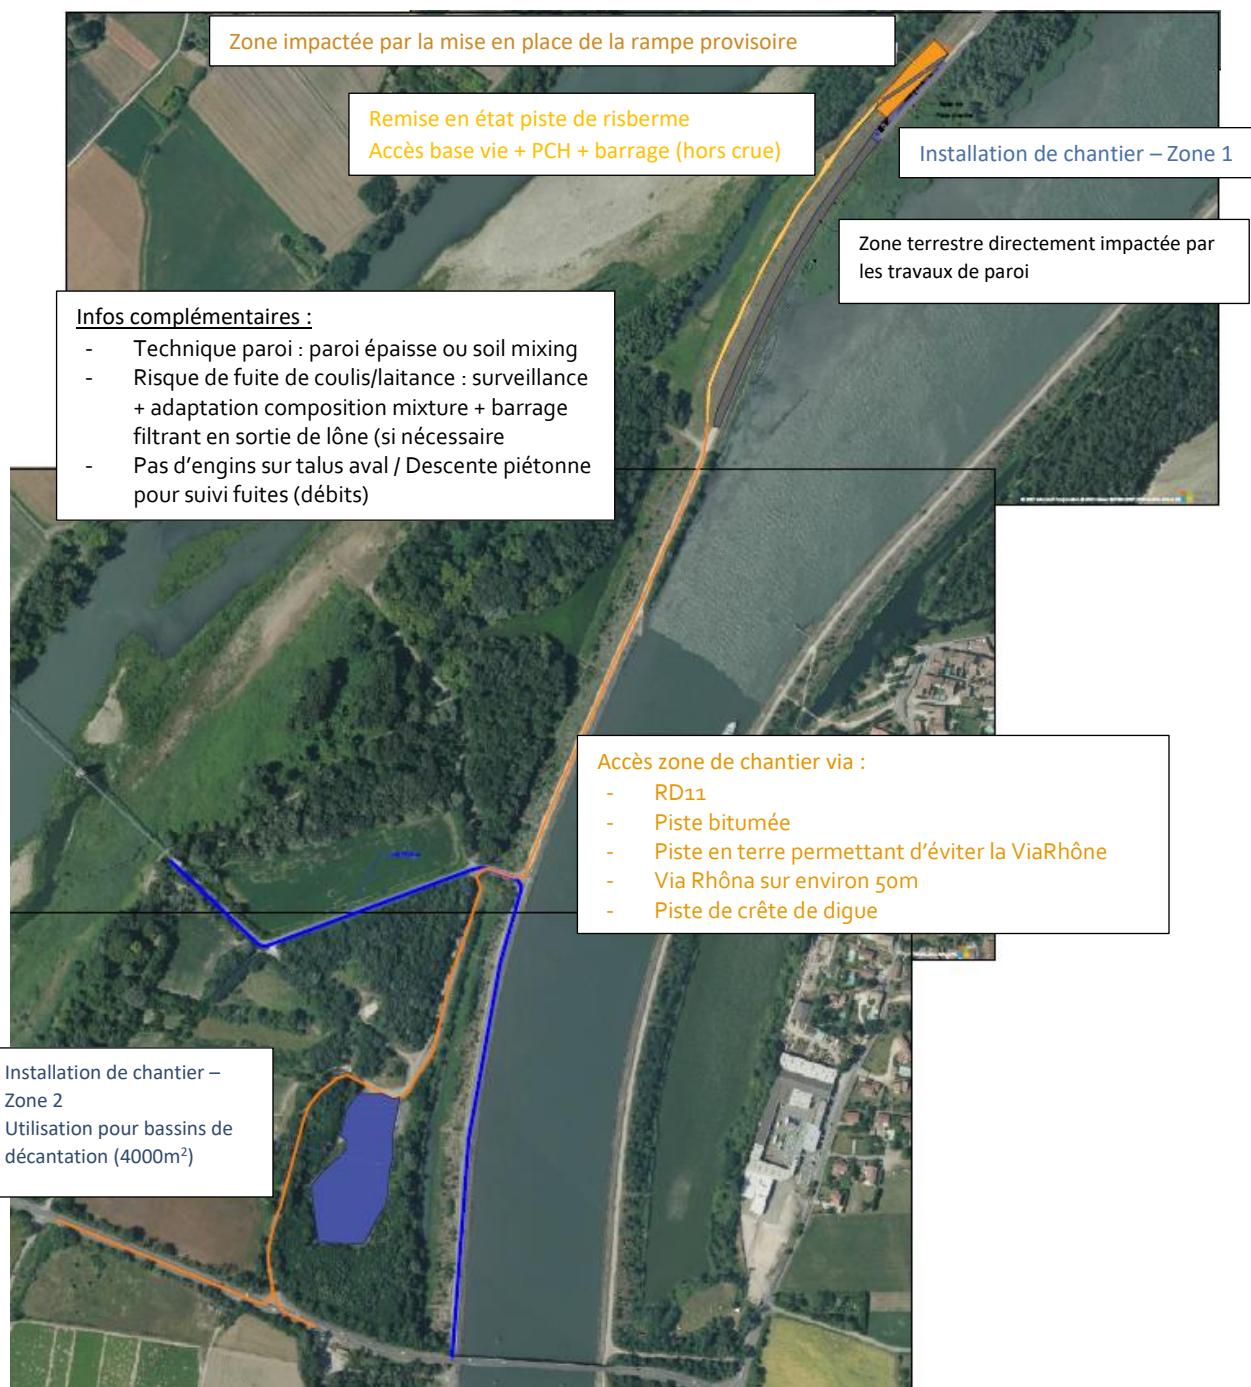 Zone impactée par la mise en place de la rampe provisoire
Remise en état piste de risberme
Accès base vie + PCH + barrage (hors crue)
Installation de chantier – Zone 1
Zone terrestre directement impactée par
les travaux de paroi
Infos complémentaires :
- Technique paroi : paroi épaisse ou soil mixing
- Risque de fuite de coulis/laitance : surveillance
+ adaptation composition mixture + barrage
filtrant en sortie de lône (si nécessaire
- Pas d'engins sur talus aval / Descente piétonne
pour suivi fuites (débits)
Accès zone de chantier via :
- RD11
- Piste bitumée
- Piste en terre permettant d'éviter la ViaRhône
- Via Rhôna sur environ 50m
- Piste de crête de digue
Installation de chantier –
Zone 2
Utilisation pour bassins de
décantation (4000m²)